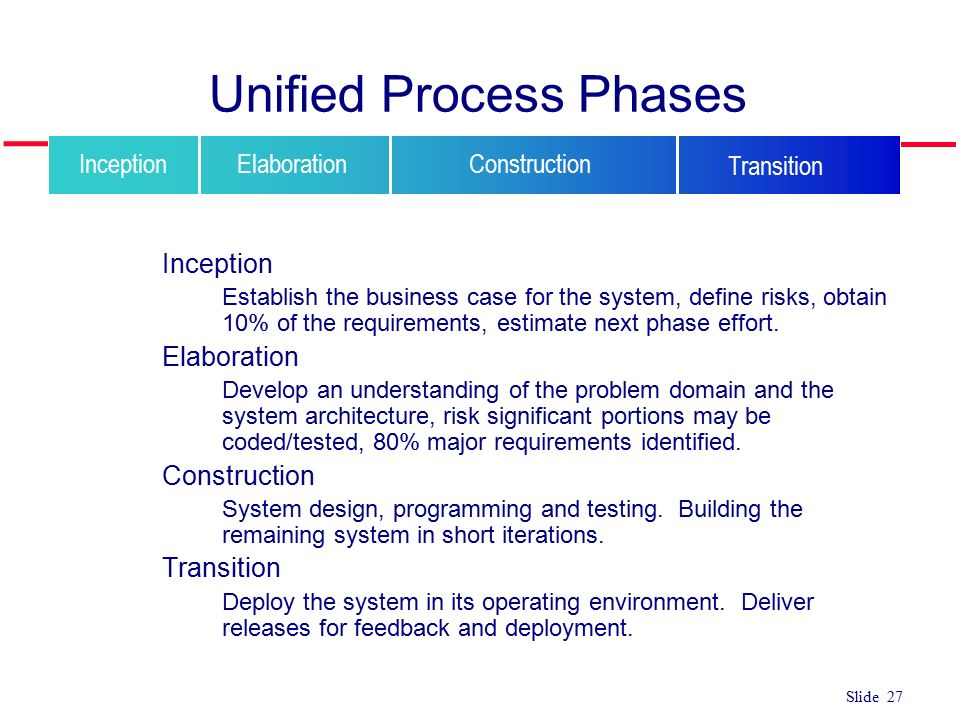 Unified Process Phases
Inception Elaboration Construction Transition
Inception
Establish the business case for the system, define risks, obtain
10% of the requirements, estimate next phase effort.
Elaboration
Develop an understanding of the problem domain and the
system architecture, risk significant portions may be
coded/tested, 80% major requirements identified.
Construction
System design, programming and testing. Building the
remaining system in short iterations.
Transition
Deploy the system in its operating environment. Deliver
releases for feedback and deployment.
Slide 27